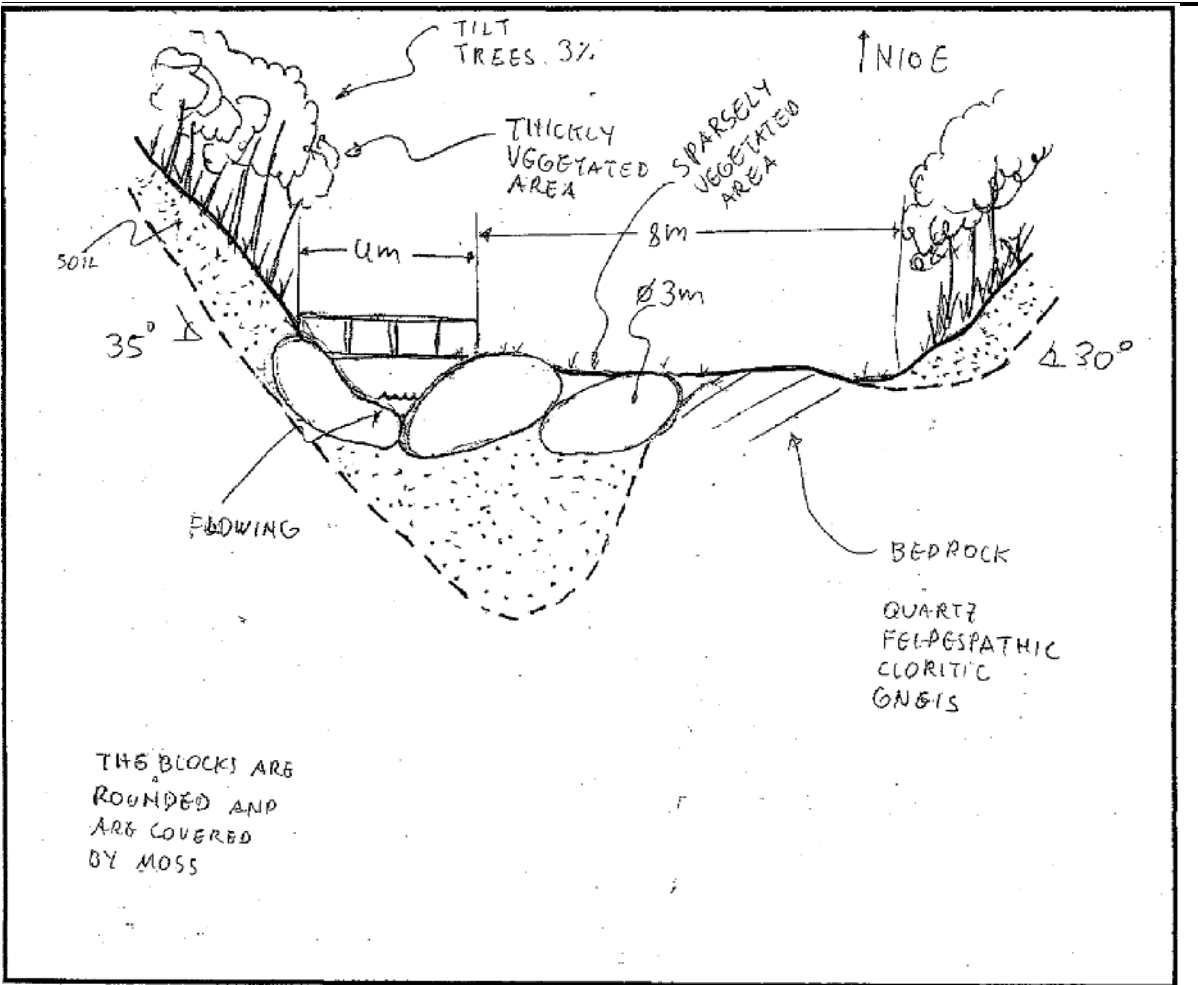 TILT
TREES. 3%
↑N10E
THICKLY
VEGETATED
AREA
SPARSELY
VEGETATED
AREA
SOIL
4m
8m
Ø3m
35°
30°
FLOWING
BEDROCK
QUARTZ
FELDESPATHIC
CLORITIC
GNEIS
THE BLOCKS ARE
ROUNDED AND
ARE COVERED
BY MOSS